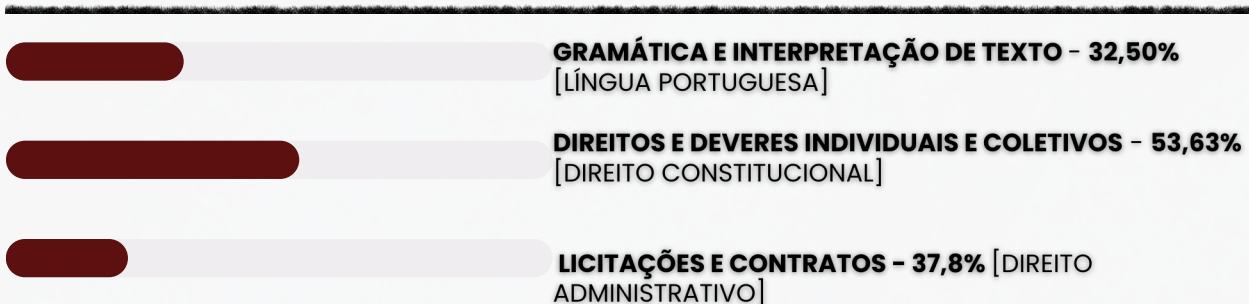 GRAMÁTICA E INTERPRETAÇÃO DE TEXTO - 32,50%
[LÍNGUA PORTUGUESA]
DIREITOS E DEVERES INDIVIDUAIS E COLETIVOS - 53,63%
[DIREITO CONSTITUCIONAL]
LICITAÇÕES E CONTRATOS - 37,8% [DIREITO
ADMINISTRATIVO]